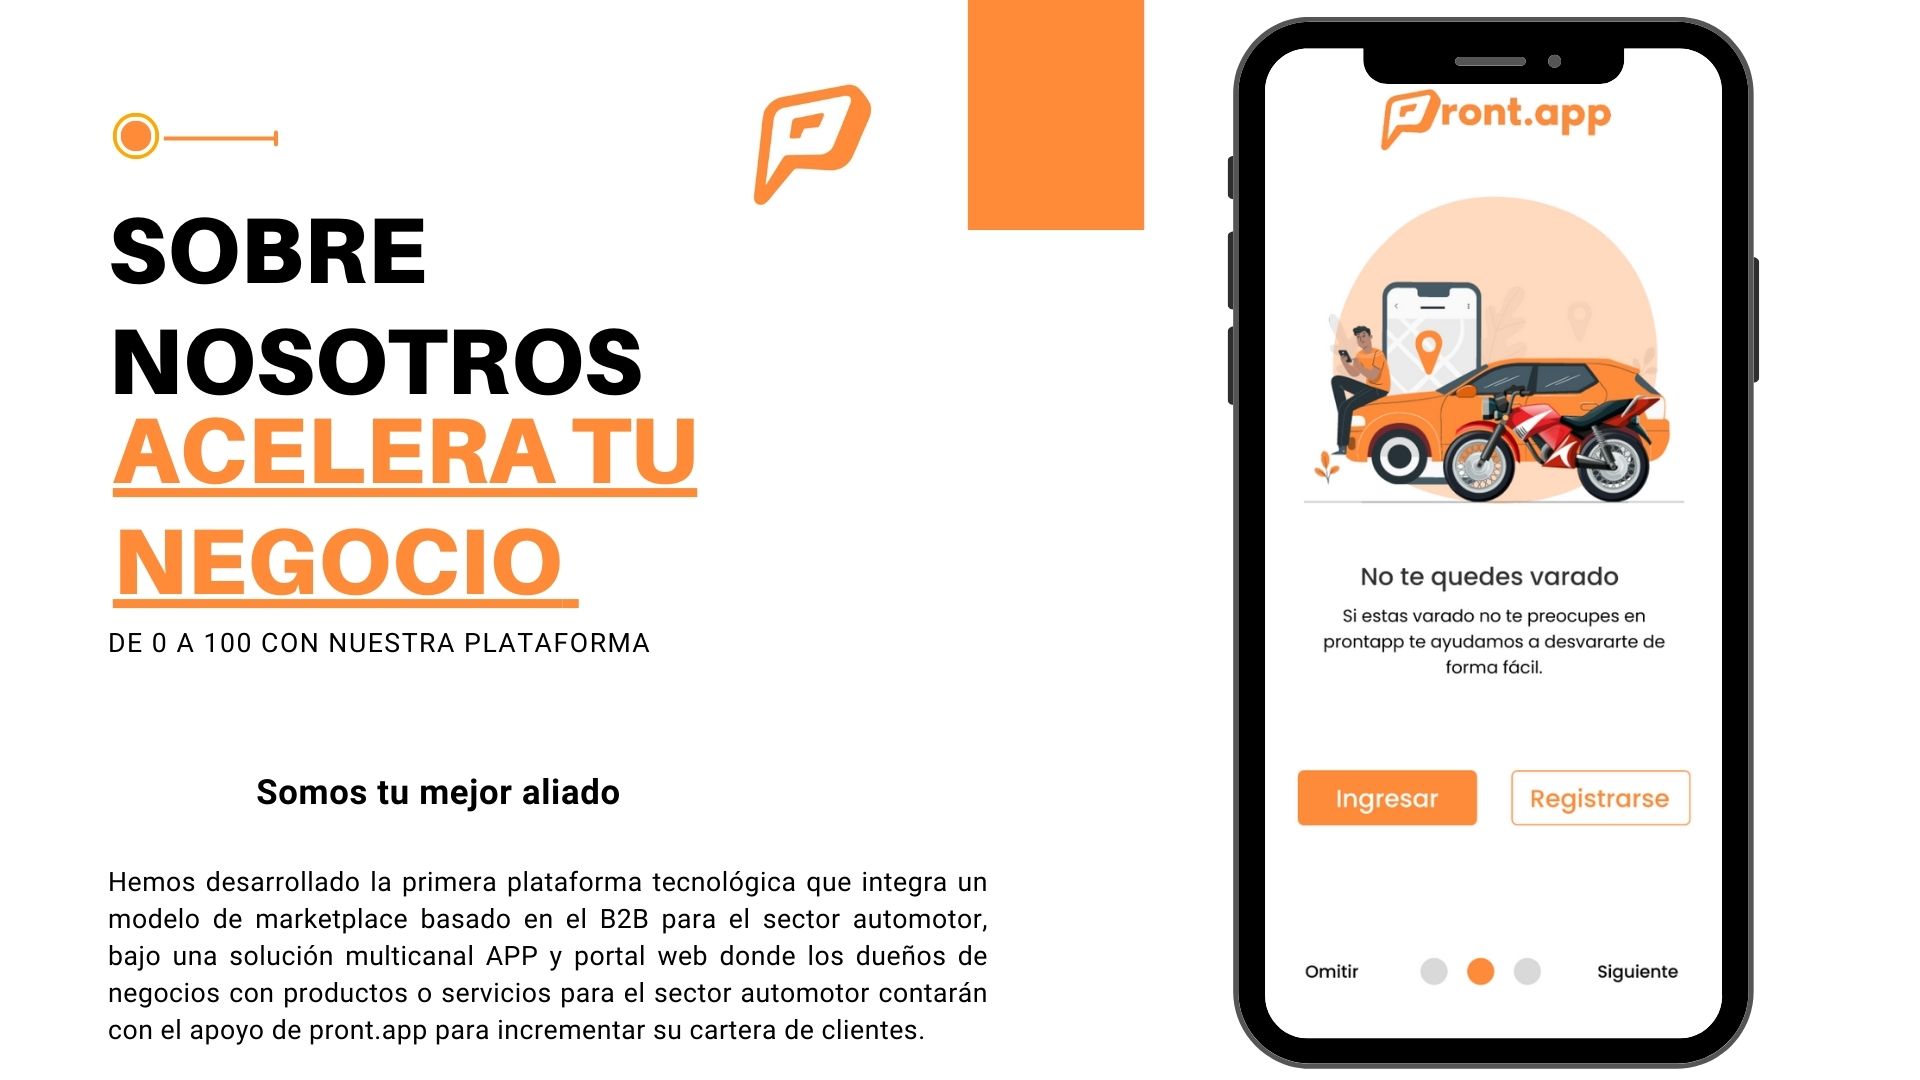 SOBRE
NOSOTROS
ACELERA TU
NEGOCIO
DE 0 A 100 CON NUESTRA PLATAFORMA
Somos tu mejor aliado
Hemos desarrollado la primera plataforma tecnológica que integra un
modelo de marketplace basado en el B2B para el sector automotor,
bajo una solución multicanal APP y portal web donde los dueños de
negocios con productos o servicios para el sector automotor contarán
con el apoyo de pront.app para incrementar su cartera de clientes.
Pront.app
No te quedes varado
Si estas varado no te preocupes en
prontapp te ayudamos a desvararte de
forma fácil.
Ingresar Registrarse
Omitir Siguiente